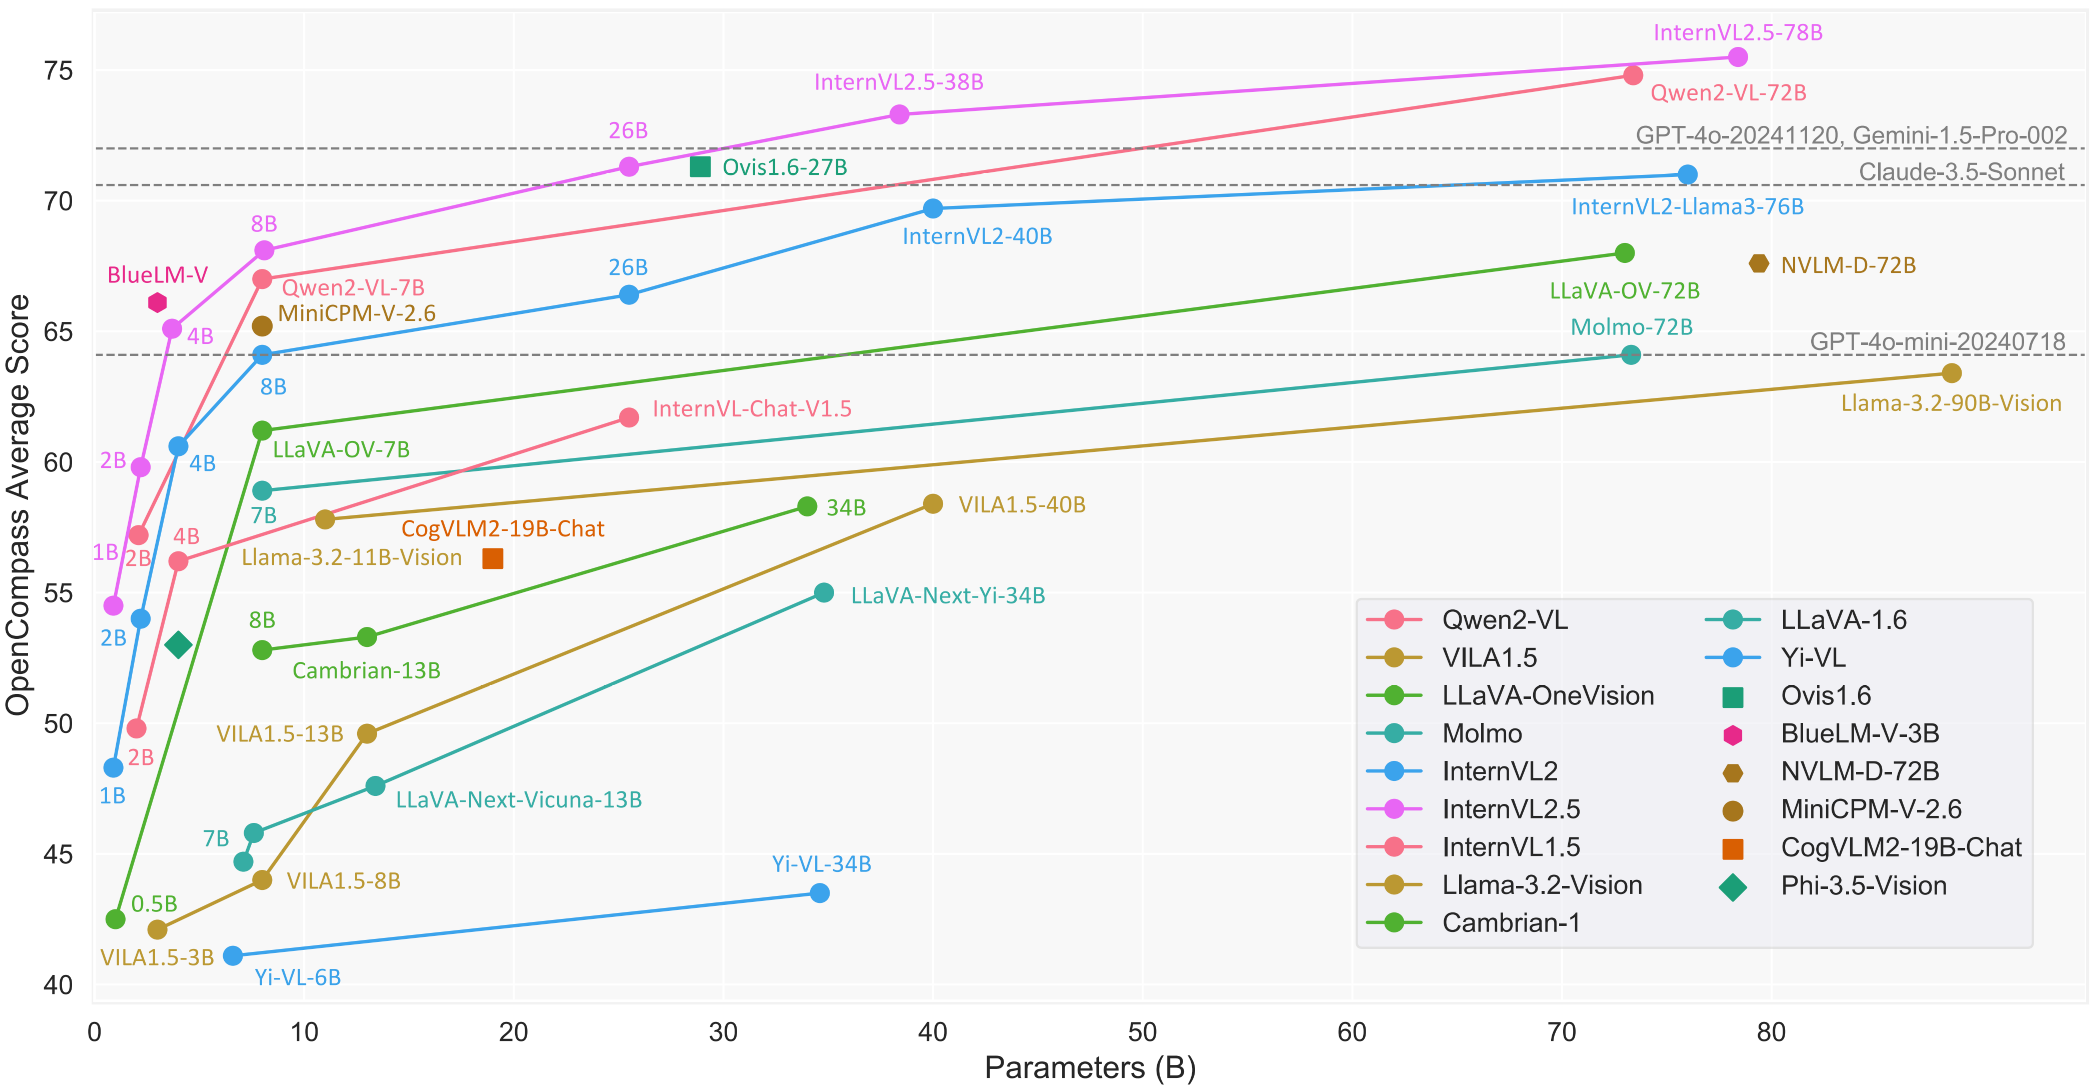 InternVL2.5-78B
75
InternVL2.5-38B
Qwen2-VL-72B
26B
GPT-4o-20241120, Gemini-1.5-Pro-002
Ovis1.6-27B
Claude-3.5-Sonnet
70
InternVL2-Llama3-76B
8B
InternVL2-40B
BlueLM-V
26B
NVLM-D-72B
Qwen2-VL-7B
LLaVA-OV-72B
MiniCPM-V-2.6
65
4B
Molmo-72B
GPT-4o-mini-20240718
8B
Llama-3.2-90B-Vision
InternVL-Chat-V1.5
LLaVA-OV-7B
60
2B
4B
7B
34B
VILA1.5-40B
4B
CogVLM2-19B-Chat
1B
2B
Llama-3.2-11B-Vision
55
LLaVA-Next-Yi-34B
8B
2B
Cambrian-13B
50
VILA1.5-13B
2B
1B
LLaVA-Next-Vicuna-13B
7B
45
Yi-VL-34B
VILA1.5-8B
0.5B
VILA1.5-3B
Yi-VL-6B
40
OpenCompass Average Score
Qwen2-VL
VILA1.5
LLaVA-OneVision
Molmo
InternVL2
InternVL2.5
InternVL1.5
Llama-3.2-Vision
Cambrian-1
LLaVA-1.6
Yi-VL
Ovis1.6
BlueLM-V-3B
NVLM-D-72B
MiniCPM-V-2.6
CogVLM2-19B-Chat
Phi-3.5-Vision
0 10 20 30 40 50 60 70 80
Parameters (B)